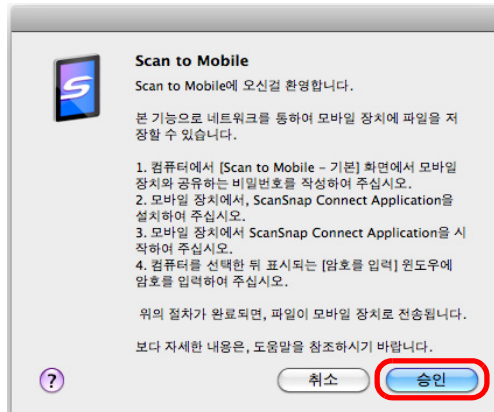 Scan to Mobile
Scan to Mobile에 오신걸 환영합니다.
본 기능으로 네트워크를 통하여 모바일 장치에 파일을 저
장할 수 있습니다.
1. 컴퓨터에서 [Scan to Mobile – 기본] 화면에서 모바일
장치와 공유하는 비밀번호를 작성하여 주십시오.
2. 모바일 장치에서, ScanSnap Connect Application을
설치하여 주십시오.
3. 모바일 장치에서 ScanSnap Connect Application을 시
작하여 주십시오.
4. 컴퓨터를 선택한 뒤 표시되는 [암호를 입력] 윈도우에
암호를 입력하여 주십시오.
위의 절차가 완료되면, 파일이 모바일 장치로 전송됩니다.
보다 자세한 내용은, 도움말을 참조하시기 바랍니다.
?
취소
승인